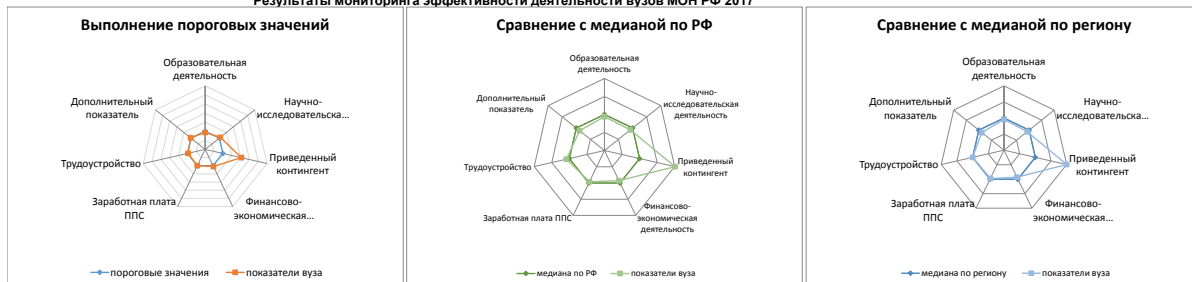 Результаты мониторинга эффективности деятельности вузов МОН РФ 2017
Выполнение пороговых значений
Образовательная
деятельность
Научно-
исследовательска...
Приведенный
контингент
Финансово-
экономическая...
Заработная плата
ППС
Трудоустройство
Дополнительный
показатель
пороговые значения
показатели вуза
Сравнение с медианой по РФ
Образовательная
деятельность
Научно-
исследовательская
деятельность
Приведенный
контингент
Финансово-
экономическая
деятельность
Заработная плата ППС
Трудоустройство
Дополнительный
показатель
медиана по РФ
показатели вуза
Сравнение с медианой по региону
Образовательная
деятельность
Научно-
исследовательска...
Приведенный
контингент
Финансово-
экономическая...
Заработная плата
ППС
Трудоустройство
Дополнительный
показатель
медиана по региону
показатели вуза